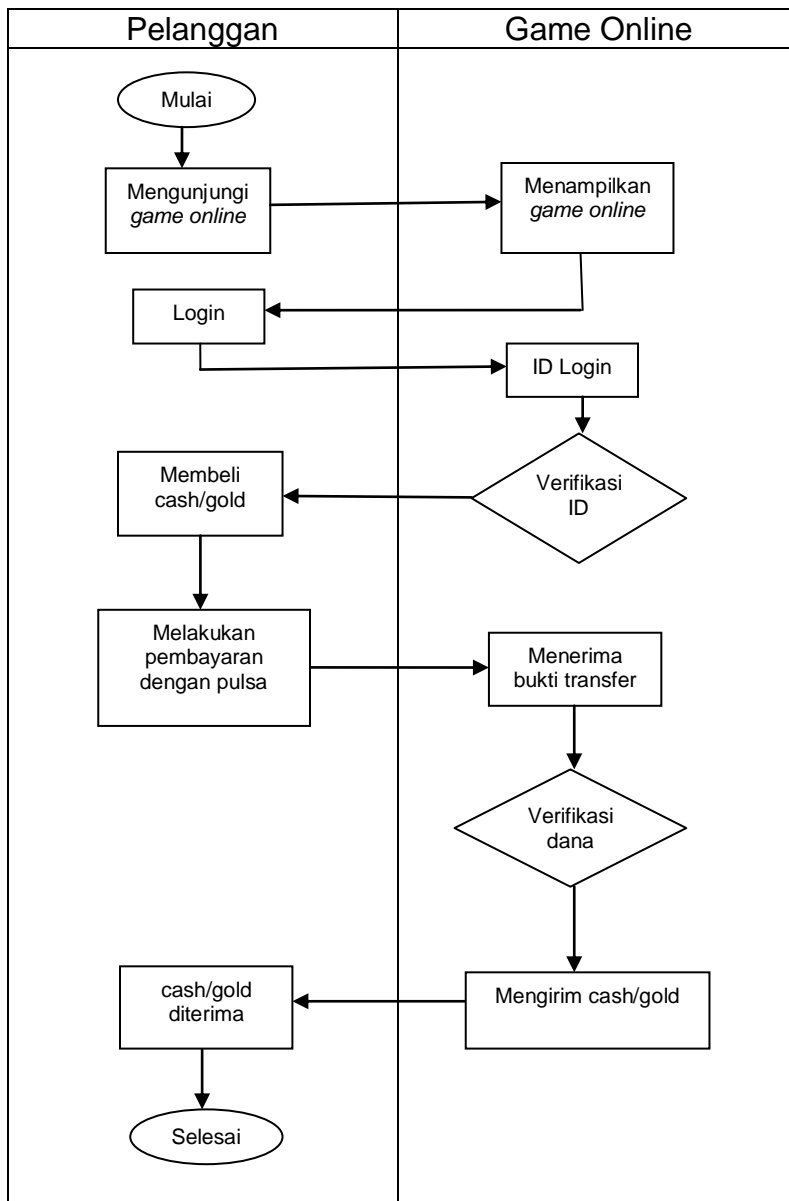 Pelanggan
Game Online
Mulai
Mengunjungi
game online
Menampilkan
game online
Login
ID Login
Verifikasi
ID
Membeli
cash/gold
Melakukan
pembayaran
dengan pulsa
Menerima
bukti transfer
Verifikasi
dana
Mengirim cash/gold
cash/gold
diterima
Selesai